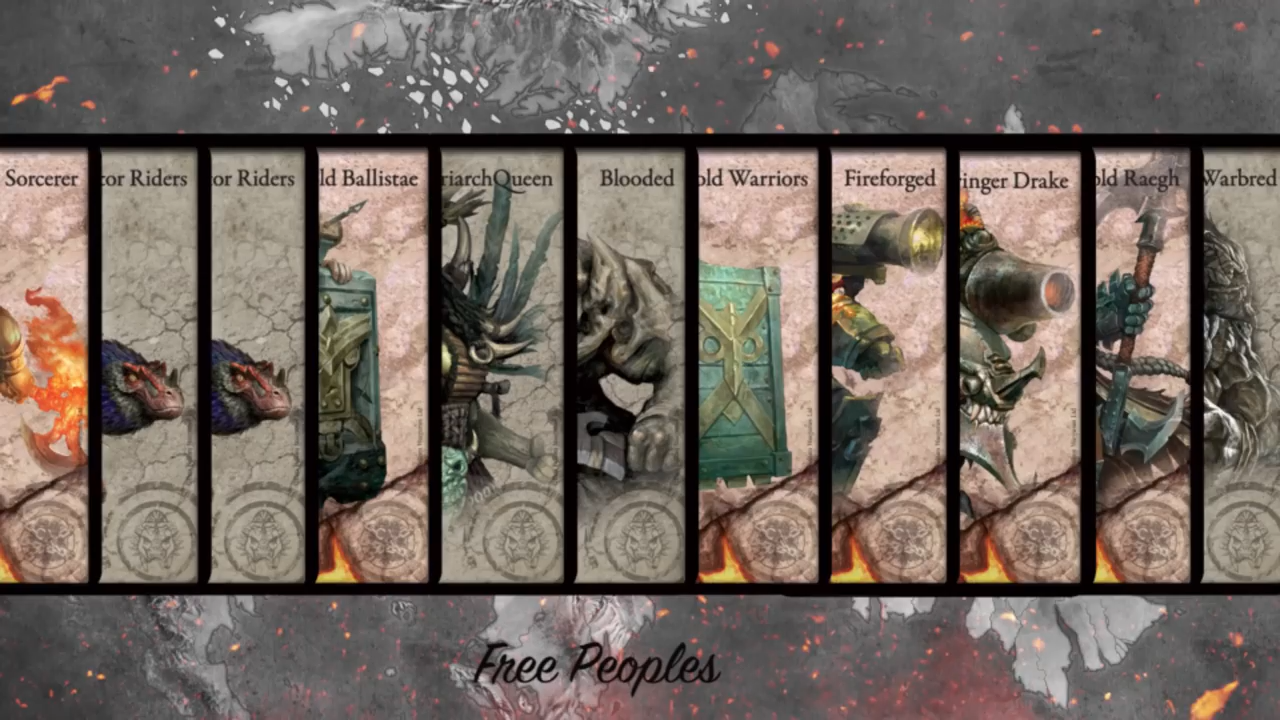 Sorcerer
tor Riders
or Riders
ld Ballistae
riarchQueen
Blooded
old Warriors
Fireforged
inger Drake
old Raegh
Warbred
Free Peoples